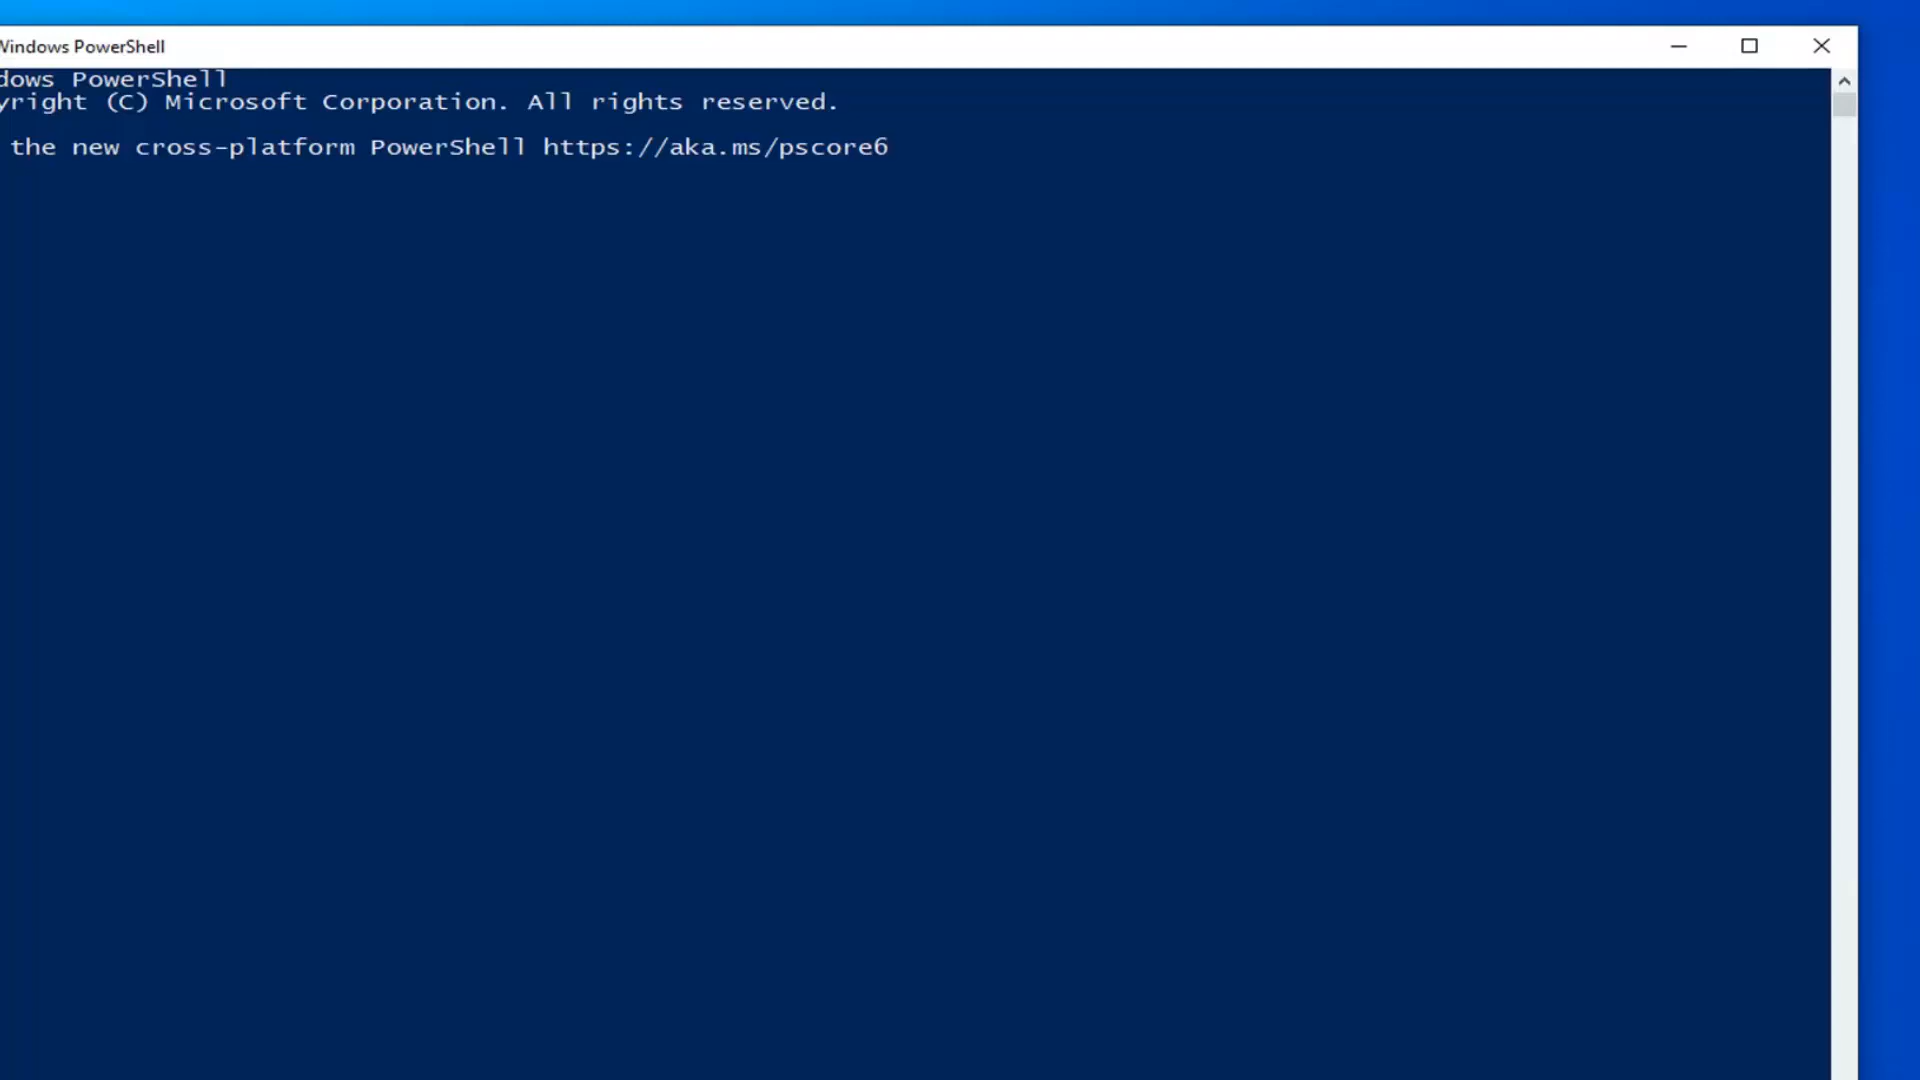 Windows PowerShell
dows PowerShell
yright (C) Microsoft Corporation. All rights reserved.
the new cross-platform PowerShell https://aka.ms/pscore6